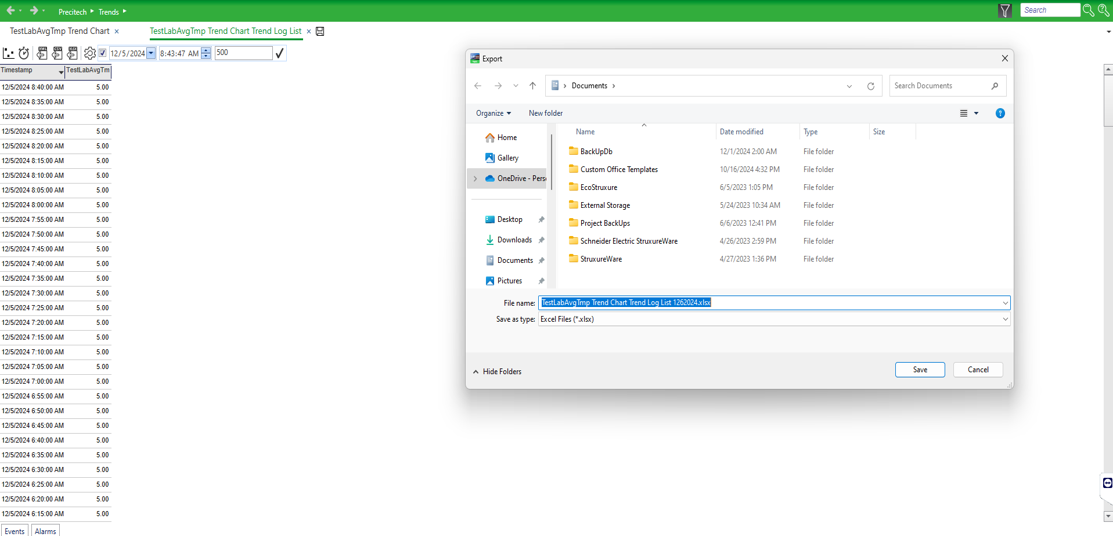 Precitech ▸ Trends ▸ Search
TestLabAvgTmp Trend Chart × TestLabAvgTmp Trend Chart Trend Log List ×
12/5/2024 8:43:47 AM 500
Timestamp TestLabAvgTm
12/5/2024 8:40:00 AM 5.00
12/5/2024 8:35:00 AM 5.00
12/5/2024 8:30:00 AM 5.00
12/5/2024 8:25:00 AM 5.00
12/5/2024 8:20:00 AM 5.00
12/5/2024 8:15:00 AM 5.00
12/5/2024 8:10:00 AM 5.00
12/5/2024 8:05:00 AM 5.00
12/5/2024 8:00:00 AM 5.00
12/5/2024 7:55:00 AM 5.00
12/5/2024 7:50:00 AM 5.00
12/5/2024 7:45:00 AM 5.00
12/5/2024 7:40:00 AM 5.00
12/5/2024 7:35:00 AM 5.00
12/5/2024 7:30:00 AM 5.00
12/5/2024 7:25:00 AM 5.00
12/5/2024 7:20:00 AM 5.00
12/5/2024 7:15:00 AM 5.00
12/5/2024 7:10:00 AM 5.00
12/5/2024 7:05:00 AM 5.00
12/5/2024 7:00:00 AM 5.00
12/5/2024 6:55:00 AM 5.00
12/5/2024 6:50:00 AM 5.00
12/5/2024 6:45:00 AM 5.00
12/5/2024 6:40:00 AM 5.00
12/5/2024 6:35:00 AM 5.00
12/5/2024 6:30:00 AM 5.00
12/5/2024 6:25:00 AM 5.00
12/5/2024 6:20:00 AM 5.00
12/5/2024 6:15:00 AM 5.00
Events Alarms
Export
Documents Search Documents
Organize New folder
Home
Gallery
OneDrive - Pers
Desktop
Downloads
Documents
Pictures
Name Date modified Type Size
BackUpDb 12/1/2024 2:00 AM File folder
Custom Office Templates 10/16/2024 4:32 PM File folder
EcoStruxure 6/5/2023 1:05 PM File folder
External Storage 5/24/2023 10:34 AM File folder
Project BackUps 6/6/2023 12:41 PM File folder
Schneider Electric StruxureWare 4/26/2023 2:59 PM File folder
StruxureWare 4/27/2023 1:36 PM File folder
File name: TestLabAvgTmp Trend Chart Trend Log List 1262024.xlsx
Save as type: Excel Files (*.xlsx)
Hide Folders Save Cancel